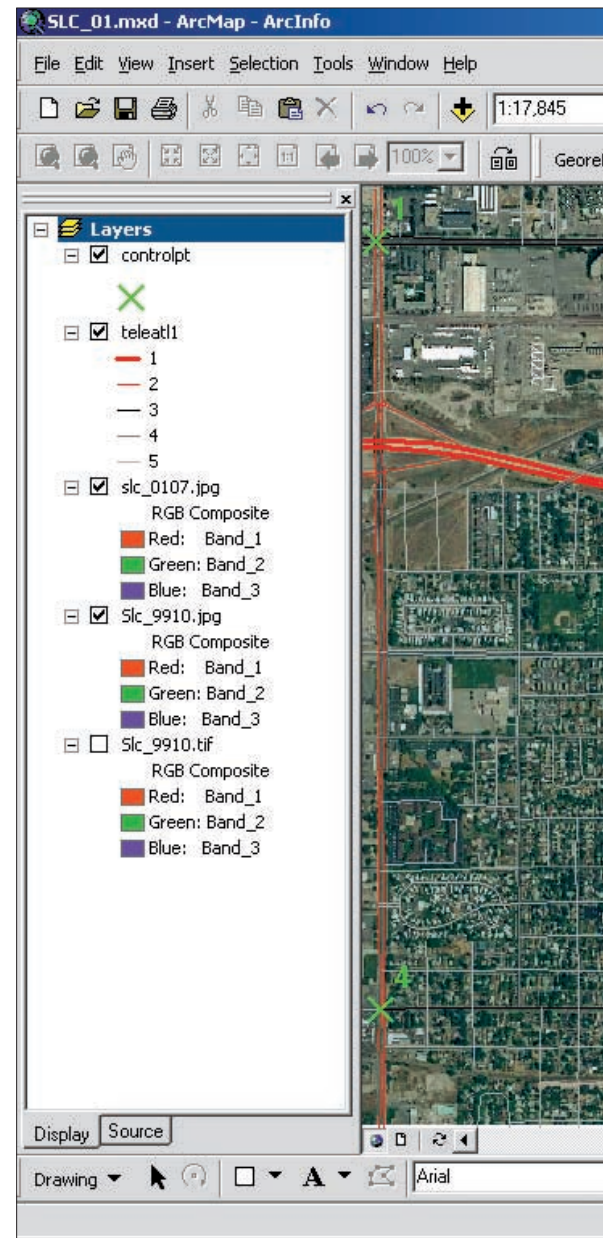 SLC_01.mxd - ArcMap - ArcInfo
File Edit View Insert Selection Tools Window Help
1:17,845
100%
1:1
Layers
controlpt
teleatl1
1
2
3
4
5
slc_0107.jpg
RGB Composite
Red: Band_1
Green: Band_2
Blue: Band_3
Slc_9910.jpg
RGB Composite
Red: Band_1
Green: Band_2
Blue: Band_3
Slc_9910.tif
RGB Composite
Red: Band_1
Green: Band_2
Blue: Band_3
1
4
Display Source
Drawing A Arial